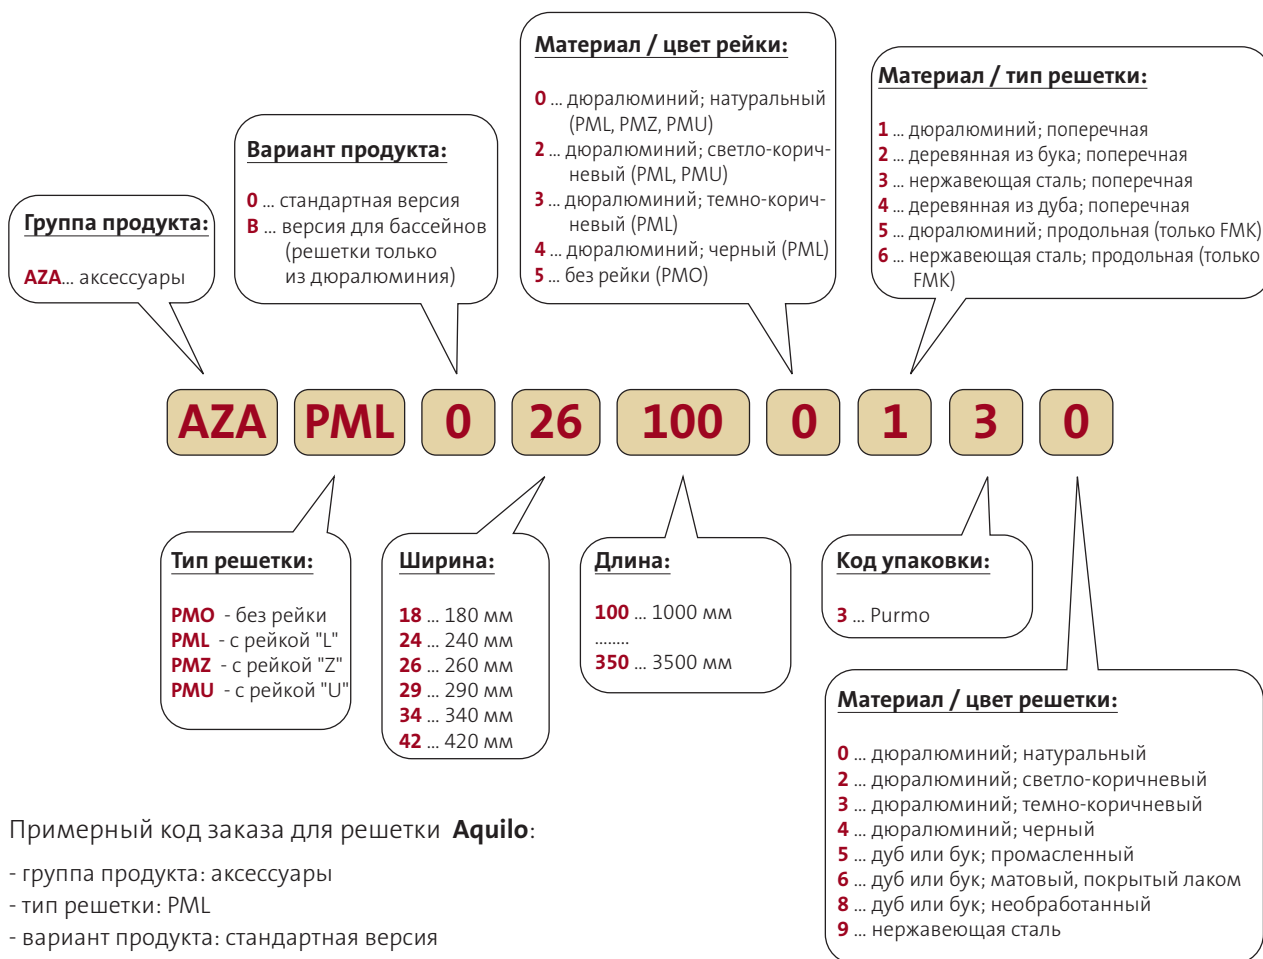 Материал / цвет рейки:
0 ... дюралюминий; натуральный
(PML, PMZ, PMU)
2 ... дюралюминий; светло-корич-
невый (PML, PMU)
3 ... дюралюминий; темно-корич-
невый (PML)
4 ... дюралюминий; черный (PML)
5 ... без рейки (PMO)
Материал / тип решетки:
1 ... дюралюминий; поперечная
2 ... деревянная из бука; поперечная
3 ... нержавеющая сталь; поперечная
4 ... деревянная из дуба; поперечная
5 ... дюралюминий; продольная (только FMK)
6 ... нержавеющая сталь; продольная (только
FMK)
Вариант продукта:
0 ... стандартная версия
B ... версия для бассейнов
(решетки только
из дюралюминия)
Группа продукта:
AZA... аксессуары
AZA PML 0 26 100 0 1 3 0
Тип решетки:
PMO - без рейки
PML - с рейкой "L"
PMZ - с рейкой "Z"
PMU - с рейкой "U"
Ширина:
18 ... 180 мм
24 ... 240 мм
26 ... 260 мм
29 ... 290 мм
34 ... 340 мм
42 ... 420 мм
Длина:
100 ... 1000 мм
........
350 ... 3500 мм
Код упаковки:
3 ... Purmo
Материал / цвет решетки:
0 ... дюралюминий; натуральный
2 ... дюралюминий; светло-коричневый
3 ... дюралюминий; темно-коричневый
4 ... дюралюминий; черный
5 ... дуб или бук; промасленный
6 ... дуб или бук; матовый, покрытый лаком
8 ... дуб или бук; необработанный
9 ... нержавеющая сталь
Примерный код заказа для решетки Aquilo:
- группа продукта: аксессуары
- тип решетки: PML
- вариант продукта: стандартная версия